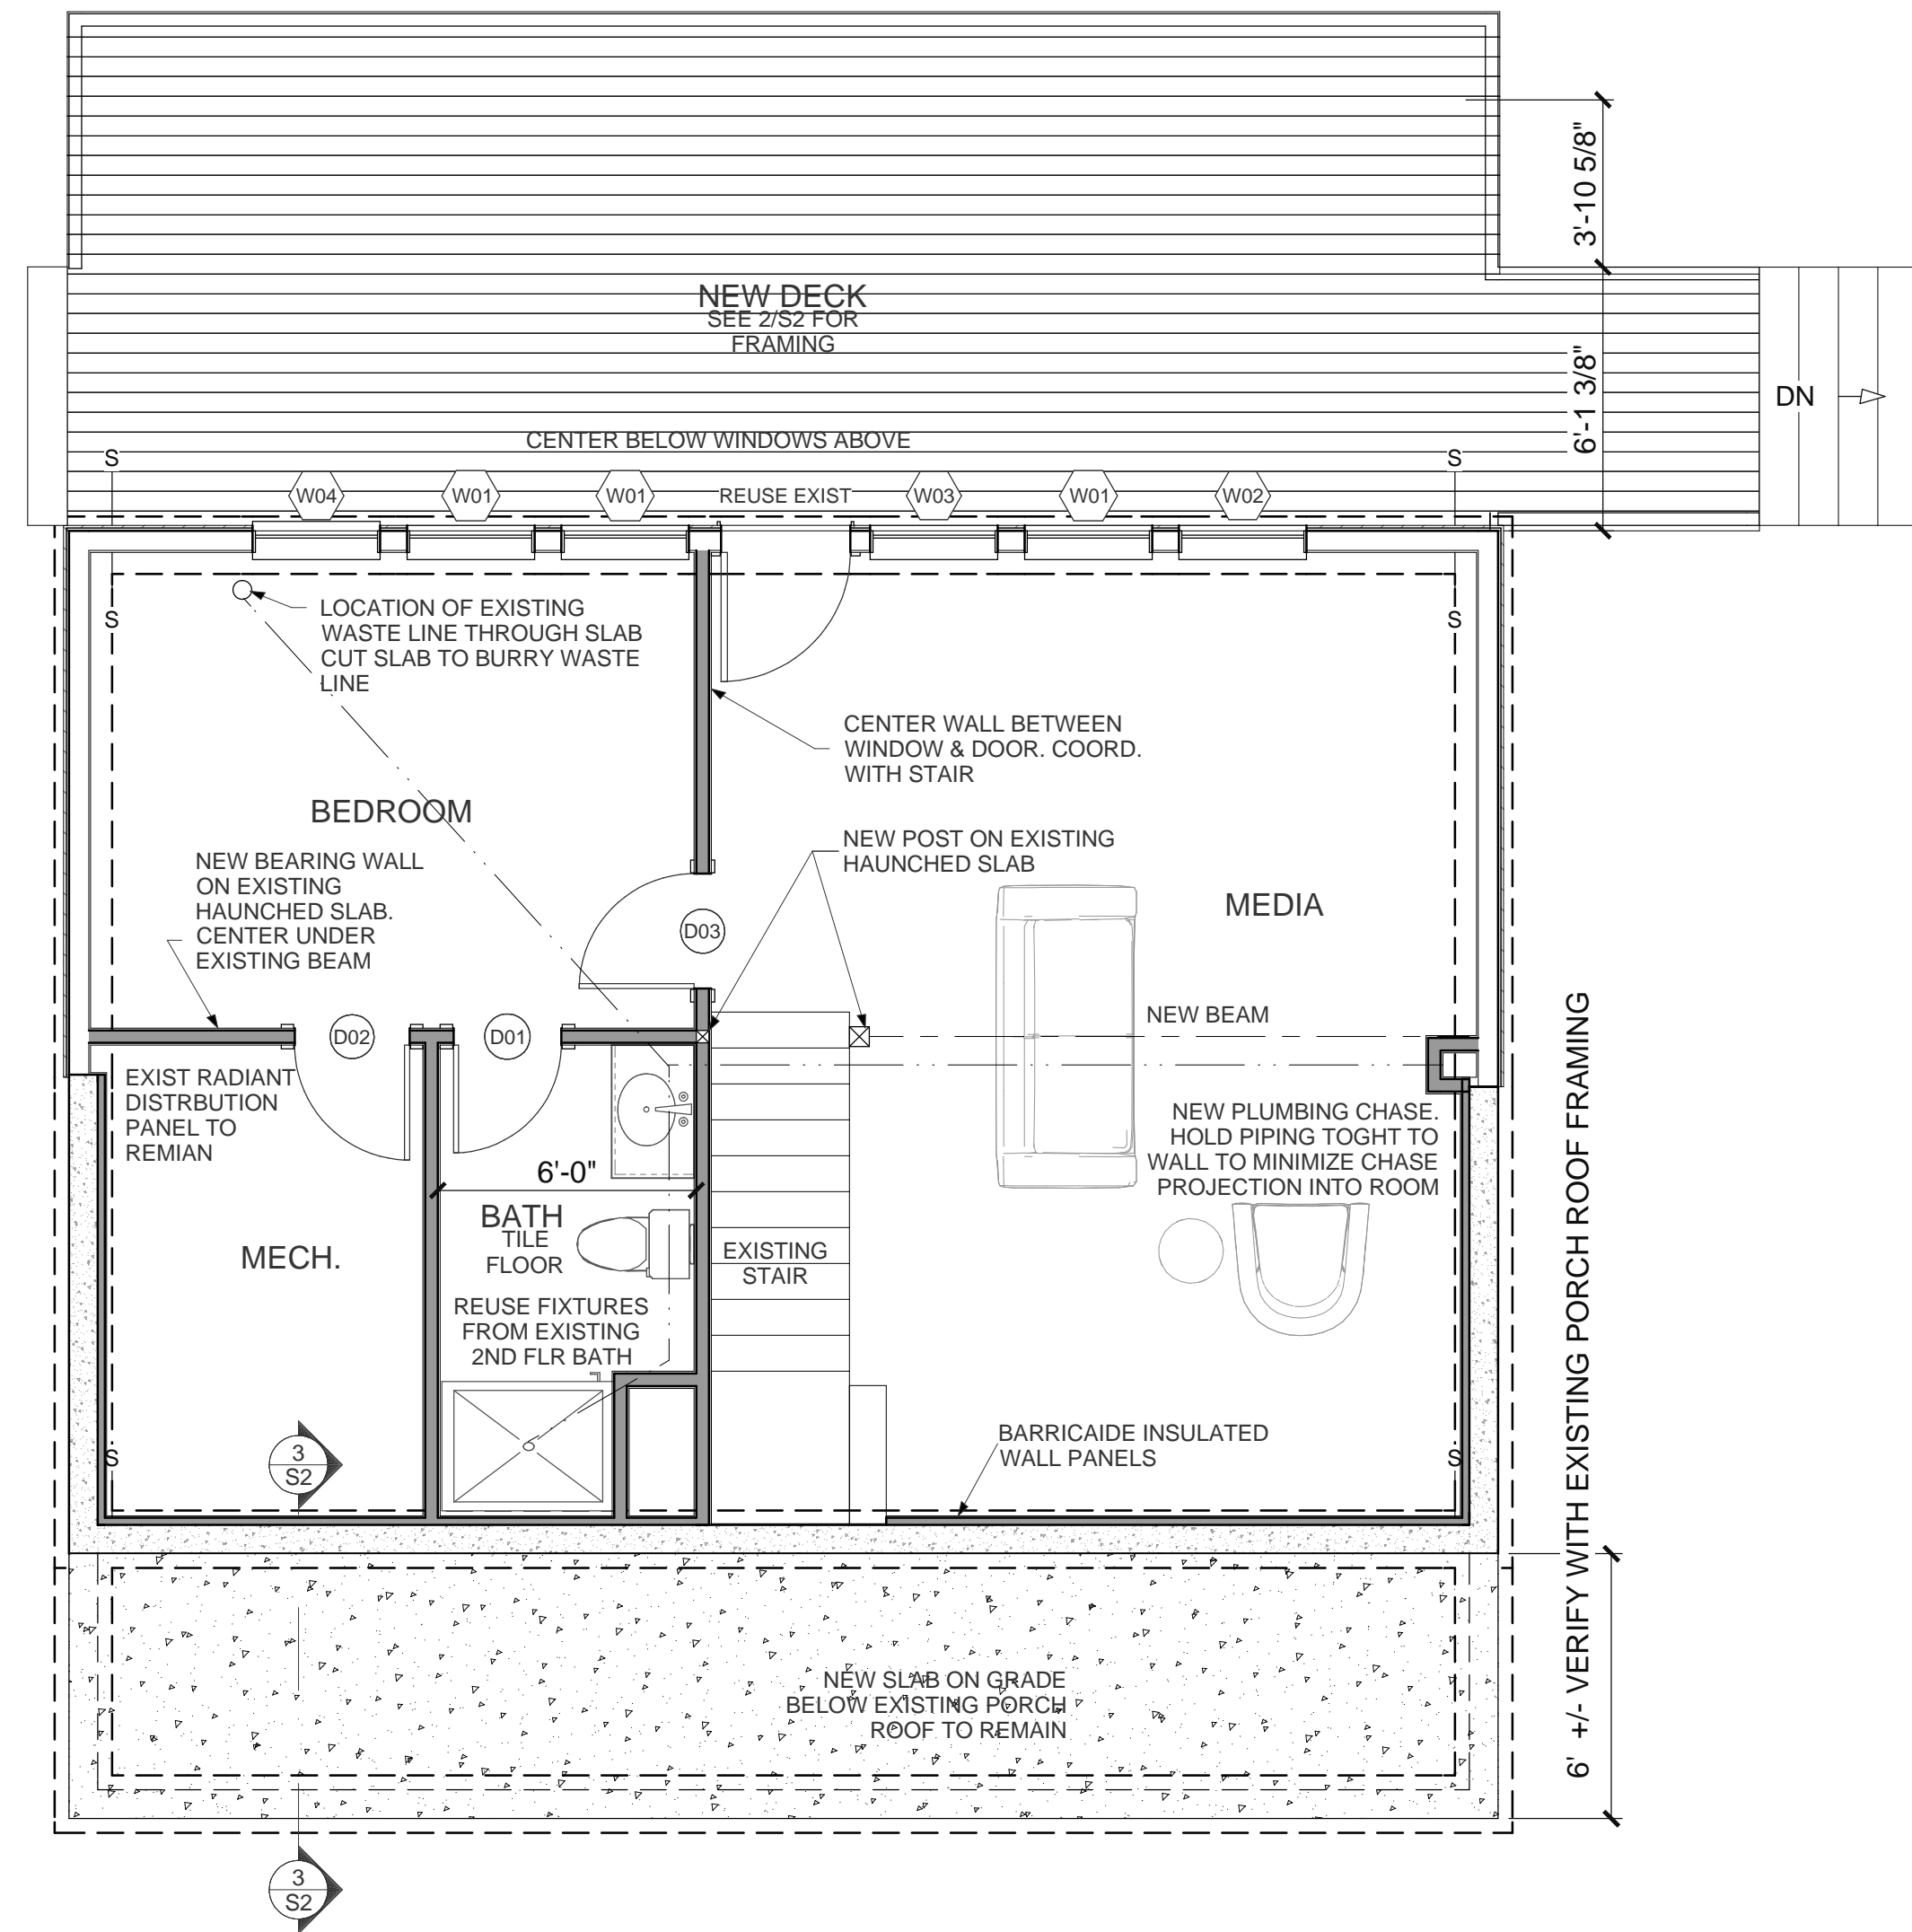 3'-10 5/8"
NEW DECK
SEE 2/S2 FOR
FRAMING
6'-1 3/8"
DN
CENTER BELOW WINDOWS ABOVE
S
S
W04
W01
W01
REUSE EXIST
W03
W01
W02
LOCATION OF EXISTING
WASTE LINE THROUGH SLAB
CUT SLAB TO BURRY WASTE
LINE
S
S
CENTER WALL BETWEEN
WINDOW & DOOR. COORD.
WITH STAIR
BEDROOM
NEW POST ON EXISTING
HAUNCHED SLAB
NEW BEARING WALL
ON EXISTING
HAUNCHED SLAB.
CENTER UNDER
EXISTING BEAM
MEDIA
D03
NEW BEAM
D02
D01
EXIST RADIANT
DISTRBUTION
PANEL TO
REMIAN
NEW PLUMBING CHASE.
HOLD PIPING TOGHT TO
WALL TO MINIMIZE CHASE
PROJECTION INTO ROOM
6'-0"
BATH
TILE
FLOOR
MECH.
EXISTING
STAIR
REUSE FIXTURES
FROM EXISTING
2ND FLR BATH
6' +/- VERIFY WITH EXISTING PORCH ROOF FRAMING
BARRICAIDE INSULATED
WALL PANELS
S
S
3
S2
NEW SLAB ON GRADE
BELOW EXISTING PORCH
ROOF TO REMAIN
3
S2